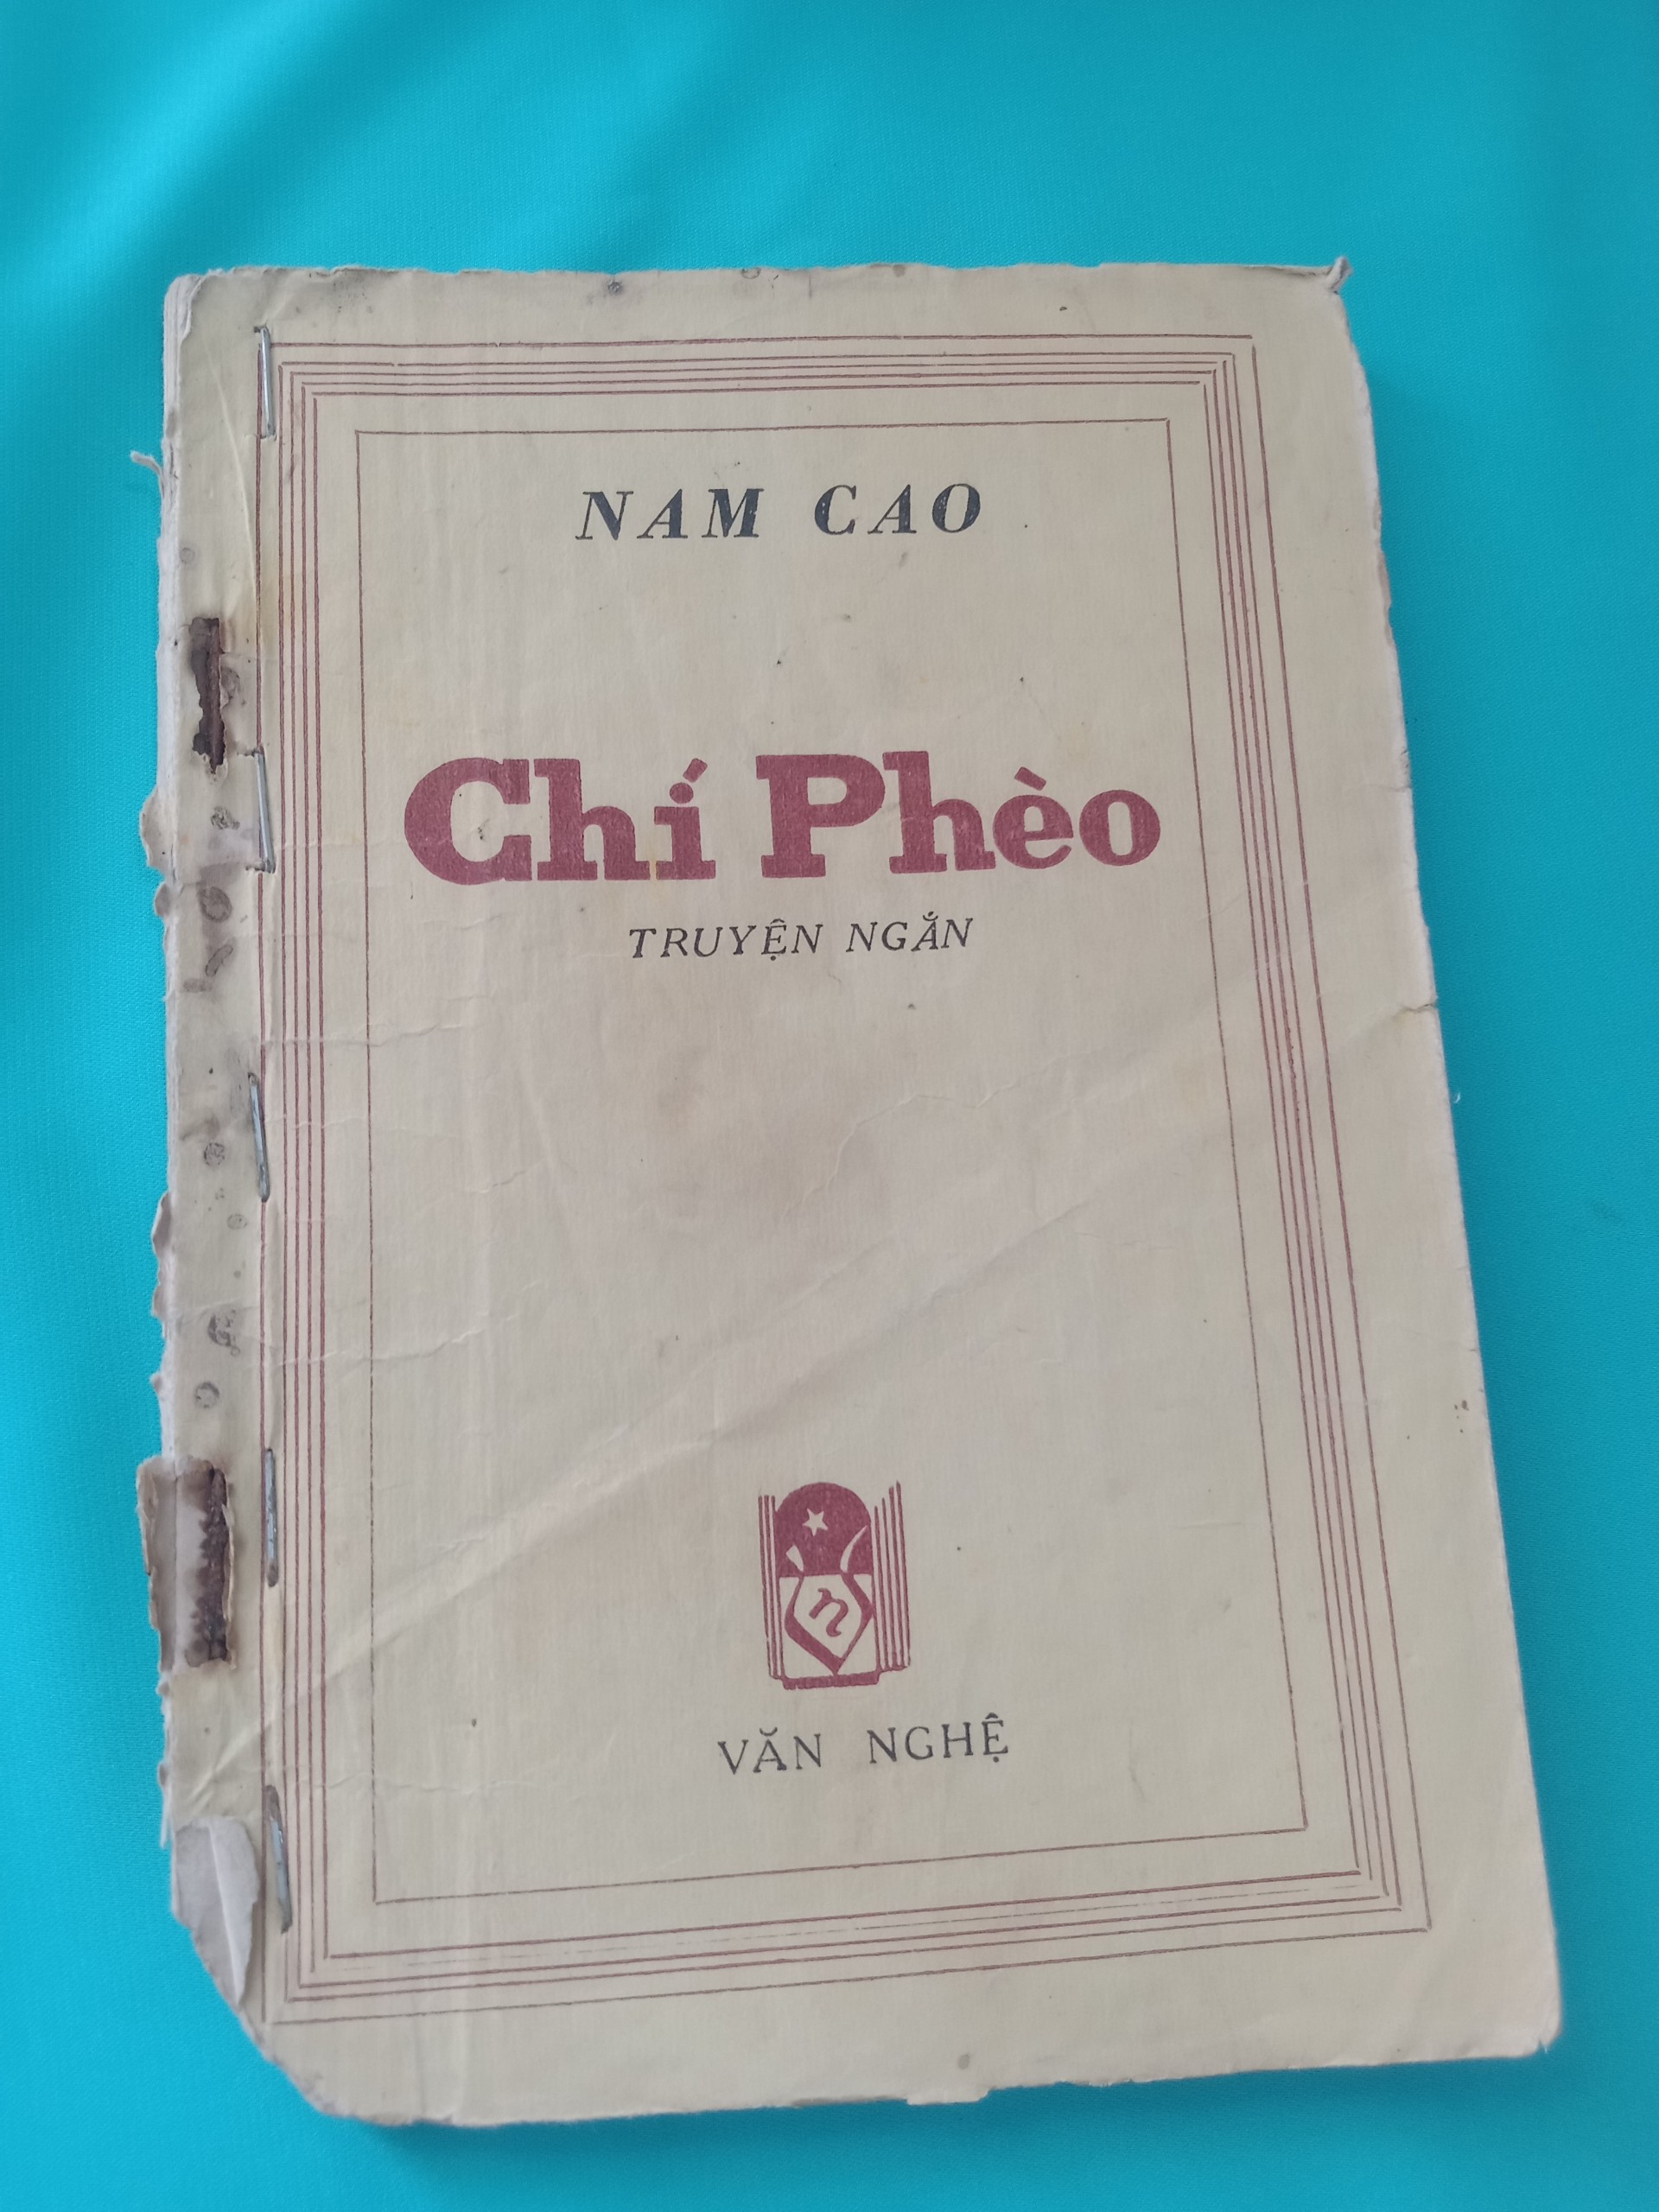 NAM CAO
Chí Phèo
TRUYỆN NGẮN
n
VĂN NGHỆ